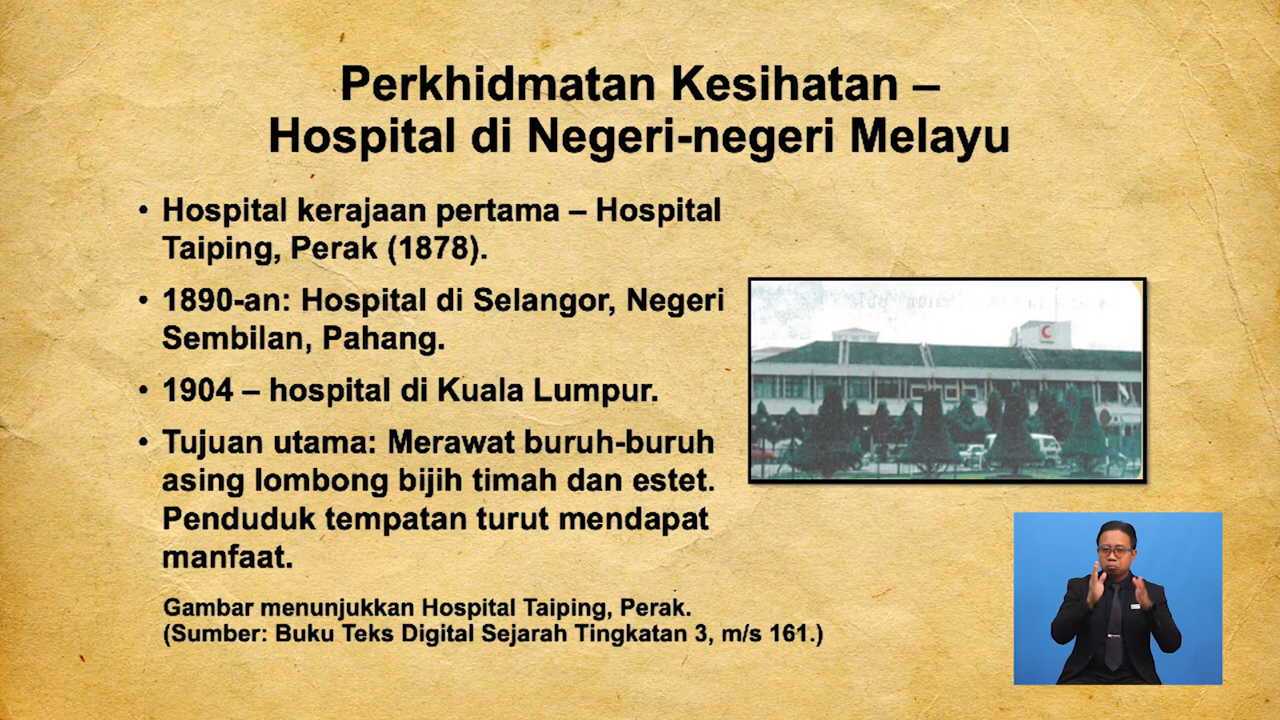 Perkhidmatan Kesihatan –
Hospital di Negeri-negeri Melayu
• Hospital kerajaan pertama – Hospital
Taiping, Perak (1878).
• 1890-an: Hospital di Selangor, Negeri
Sembilan, Pahang.
• 1904 – hospital di Kuala Lumpur.
• Tujuan utama: Merawat buruh-buruh
asing lombong bijih timah dan estet.
Penduduk tempatan turut mendapat
manfaat.
Gambar menunjukkan Hospital Taiping, Perak.
(Sumber: Buku Teks Digital Sejarah Tingkatan 3, m/s 161.)